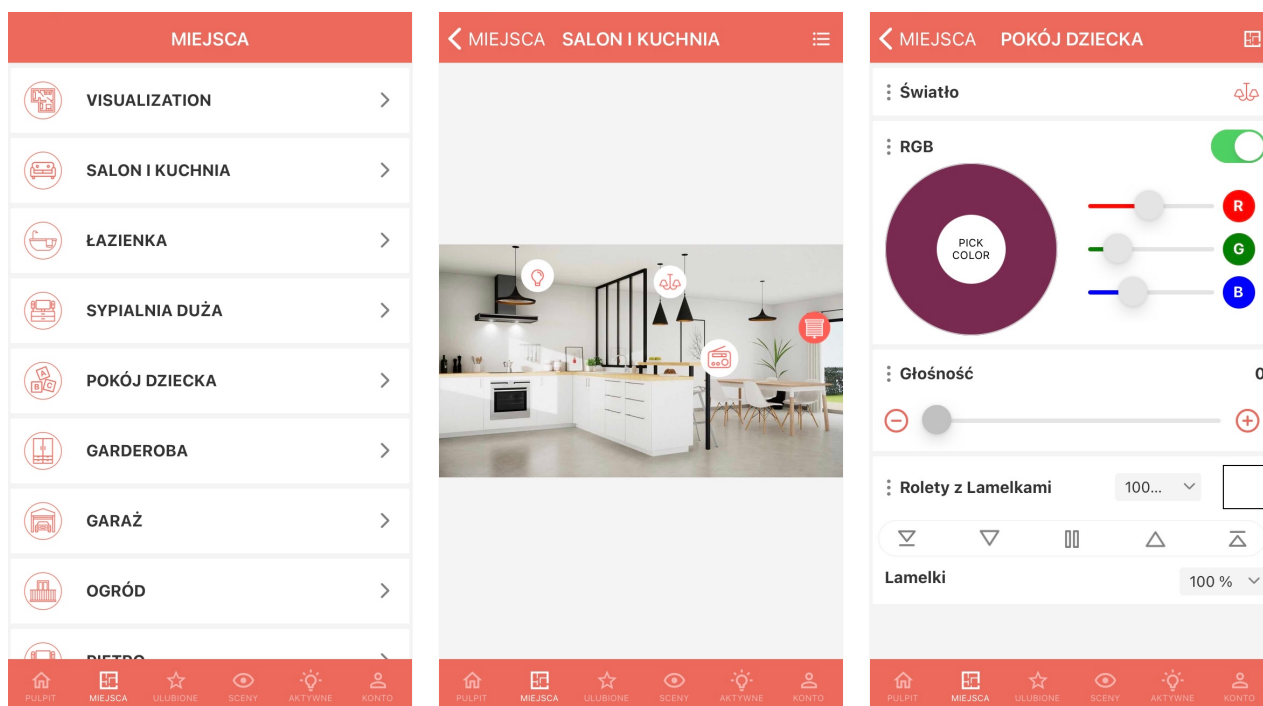 MIEJSCA
VISUALIZATION
SALON I KUCHNIA
ŁAZIENKA
SYPIALNIA DUŻA
POKÓJ DZIECKA
A
B C
GARDEROBA
GARAŻ
OGRÓD
PIĘTRO
PULPIT MIEJSCA ULUBIONE SCENY AKTYWNE KONTO
MIEJSCA SALON I KUCHNIA
PULPIT MIEJSCA ULUBIONE SCENY AKTYWNE KONTO
MIEJSCA POKÓJ DZIECKA
Światło
RGB
PICK
COLOR
R
G
B
Głośność 0
Rolety z Lamelkami 100...
Lamelki 100 %
PULPIT MIEJSCA ULUBIONE SCENY AKTYWNE KONTO